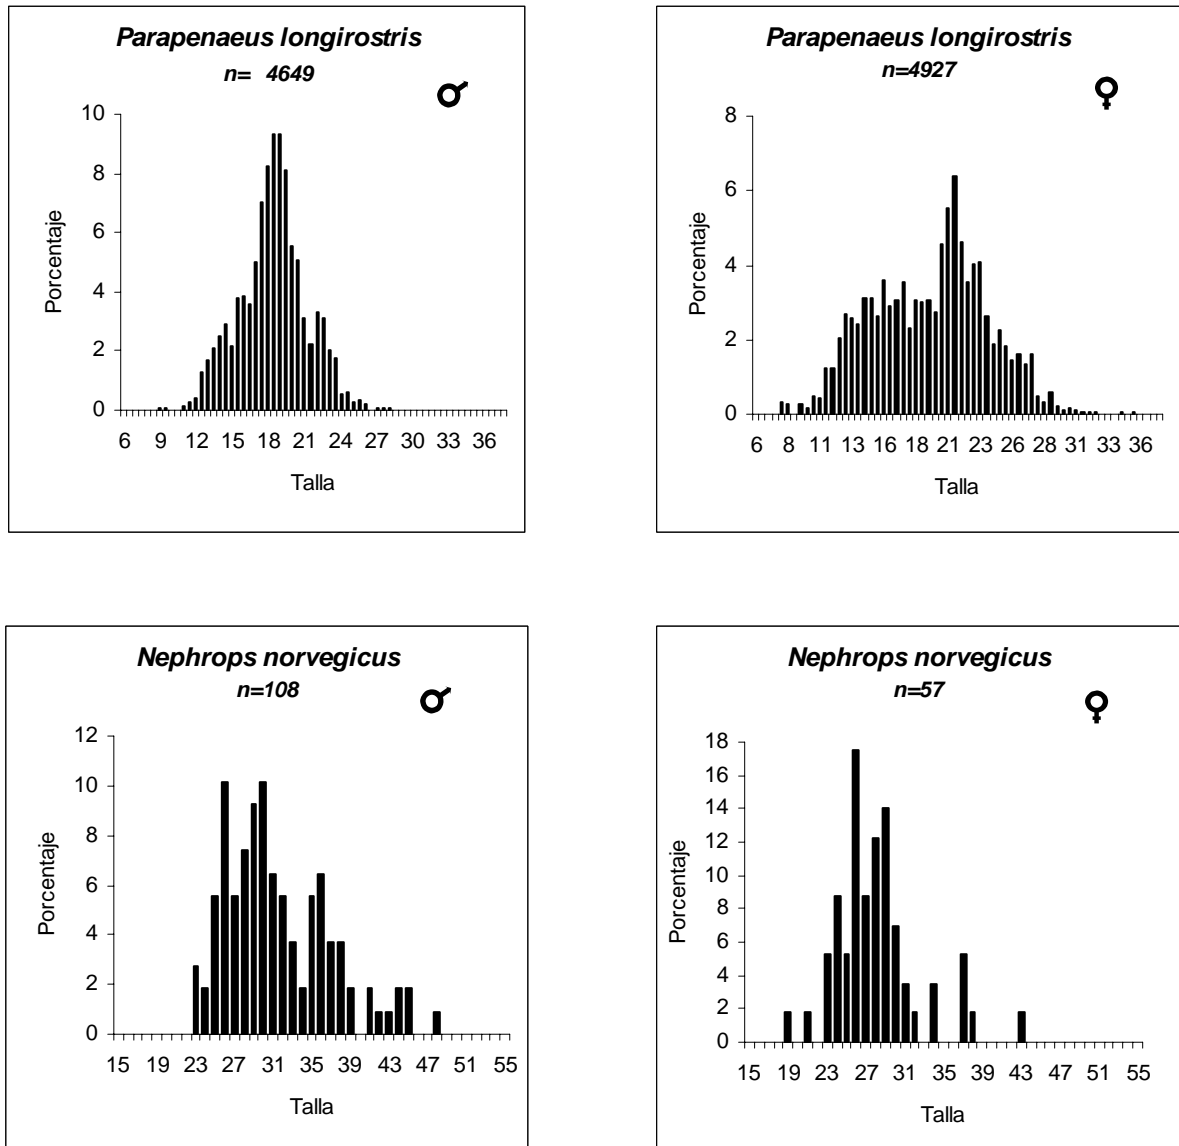 Parapenaeus longirostris
n= 4649
♂
10
8
6
4
2
0
Porcentaje
6 9 12 15 18 21 24 27 30 33 36
Talla
Parapenaeus longirostris
n=4927
♀
8
6
4
2
0
Porcentaje
6 8 11 13 16 18 21 23 26 28 31 33 36
Talla
Nephrops norvegicus
n=108
♂
12
10
8
6
4
2
0
Porcentaje
15 19 23 27 31 35 39 43 47 51 55
Talla
Nephrops norvegicus
n=57
♀
18
16
14
12
10
8
6
4
2
0
Porcentaje
15 19 23 27 31 35 39 43 47 51 55
Talla